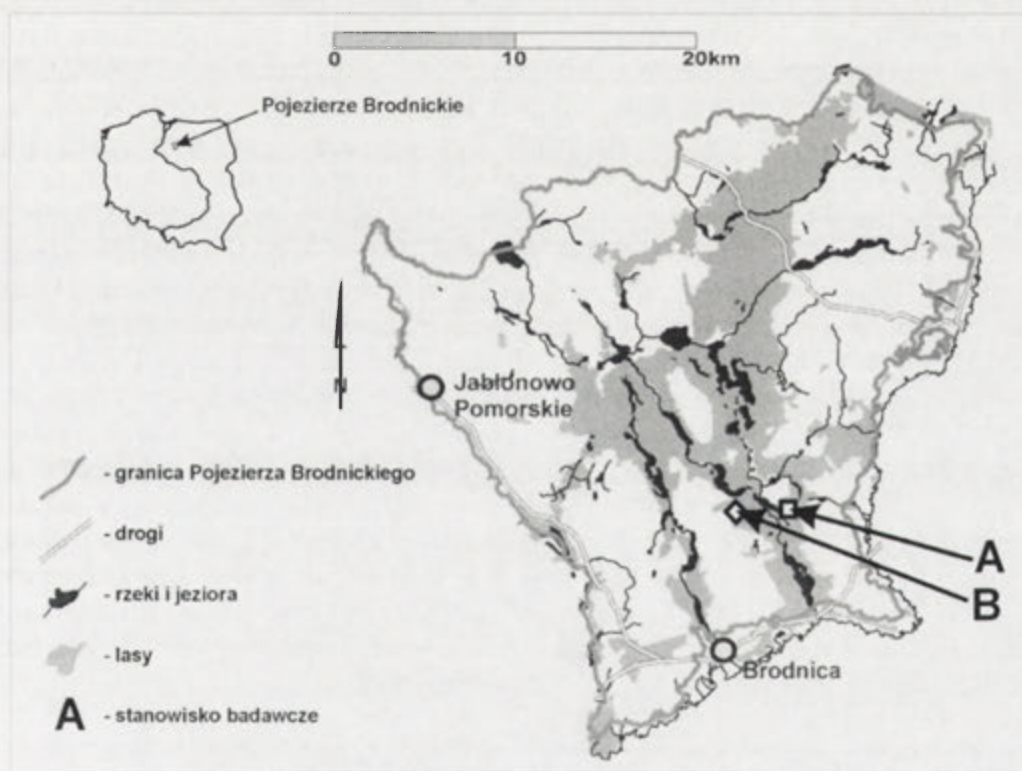 0 10 20km
Pojezierze Brodnickie
N
Jabłonowo
Pomorskie
- granica Pojezierza Brodnickiego
- drogi
- rzeki i jeziora
- lasy
A - stanowisko badawcze
A
B
Brodnica